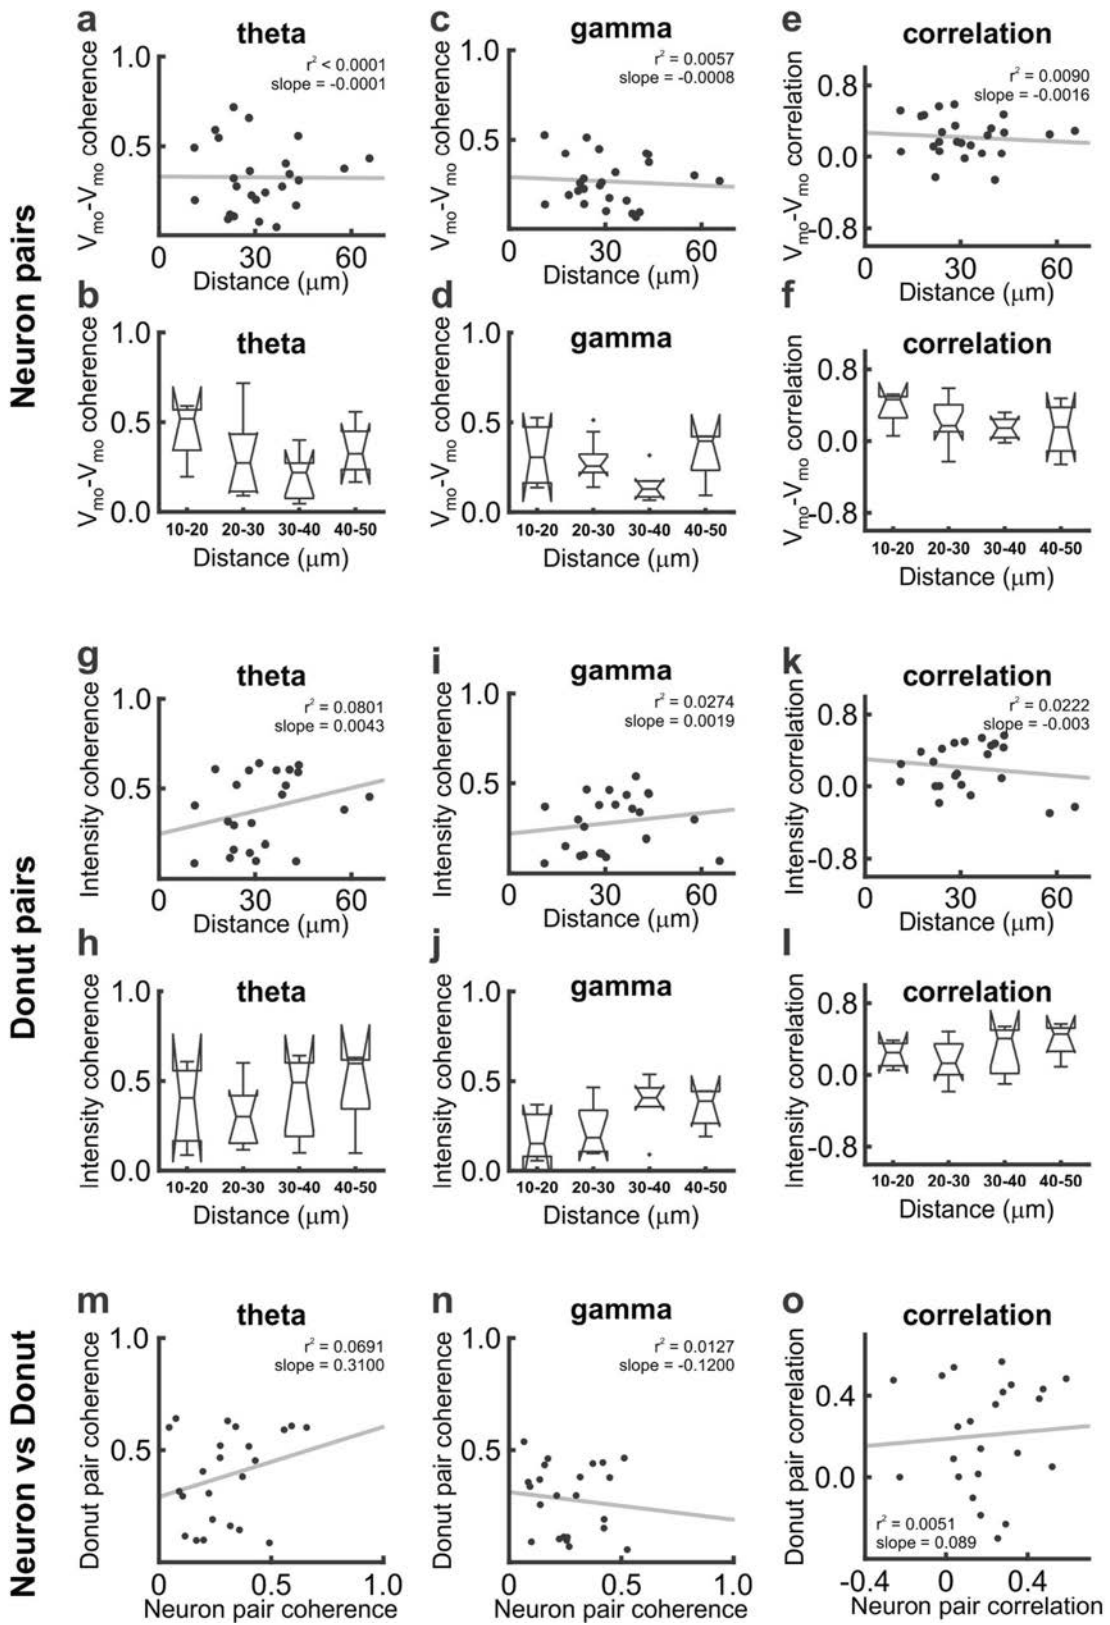 Neuron pairs
a
theta
r² < 0.0001
slope = -0.0001
Vmo-Vmo coherence
1.0
0.5
0
30
60
Distance (μm)
c
gamma
r² = 0.0057
slope = -0.0008
Vmo-Vmo coherence
1.0
0.5
0
30
60
Distance (μm)
e
correlation
r² = 0.0090
slope = -0.0016
Vmo-Vmo correlation
0.8
0.0
-0.8
0
30
60
Distance (μm)
b
theta
Vmo-Vmo coherence
1.0
0.5
0.0
10-20 20-30 30-40 40-50
Distance (μm)
d
gamma
Vmo-Vmo coherence
1.0
0.5
0.0
10-20 20-30 30-40 40-50
Distance (μm)
f
correlation
Vmo-Vmo correlation
0.8
0.0
-0.8
10-20 20-30 30-40 40-50
Distance (μm)
Donut pairs
g
theta
r² = 0.0801
slope = 0.0043
Intensity coherence
1.0
0.5
0
30
60
Distance (μm)
i
gamma
r² = 0.0274
slope = 0.0019
Intensity coherence
1.0
0.5
0
30
60
Distance (μm)
k
correlation
r² = 0.0222
slope = -0.003
Intensity correlation
0.8
0.0
-0.8
0
30
60
Distance (μm)
h
theta
Intensity coherence
1.0
0.5
0.0
10-20 20-30 30-40 40-50
Distance (μm)
j
gamma
Intensity coherence
1.0
0.5
0.0
10-20 20-30 30-40 40-50
Distance (μm)
l
correlation
Intensity correlation
0.8
0.0
-0.8
10-20 20-30 30-40 40-50
Distance (μm)
Neuron vs Donut
m
theta
r² = 0.0691
slope = 0.3100
Donut pair coherence
1.0
0.5
0
0.5
1.0
Neuron pair coherence
n
gamma
r² = 0.0127
slope = -0.1200
Donut pair coherence
1.0
0.5
0
0.5
1.0
Neuron pair coherence
o
correlation
Donut pair correlation
0.4
0.0
r² = 0.0051
slope = 0.089
-0.4
0
0.4
Neuron pair correlation